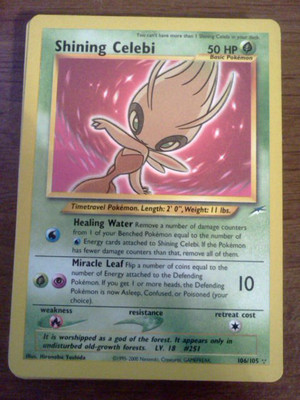 You can't have more than 1 Shining Celebi in your deck.
Shining Celebi
50 HP
Basic Pokémon
Timetravel Pokémon. Length: 2' 0", Weight: 11 lbs.
Healing Water Remove a number of damage counters
from 1 of your Benched Pokémon equal to the number of
Energy cards attached to Shining Celebi. If the Pokémon
has fewer damage counters than that, remove all of them.
Miracle Leaf Flip a number of coins equal to the
number of Energy attached to the Defending
Pokémon. If you get 1 or more heads, the Defending
Pokémon is now Asleep, Confused, or Poisoned (your
choice).
10
weakness
resistance
retreat cost
It is worshipped as a god of the forest. It appears only in
undisturbed old-growth forests. LV. 18 #251
Illus. Hironobu Yoshida
©1995, 2000 Nintendo, Creatures, GAMEFREAK.
106/105